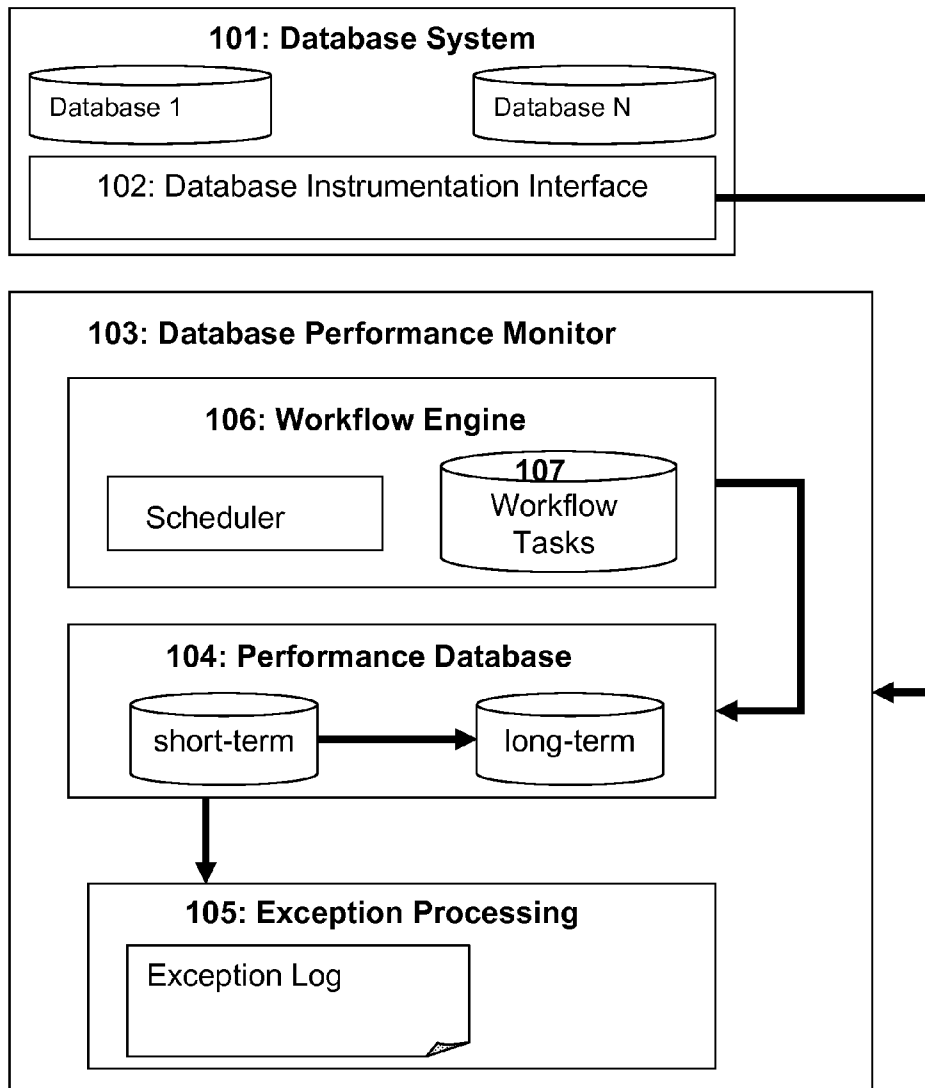 101: Database System
Database 1
Database N
102: Database Instrumentation Interface
103: Database Performance Monitor
106: Workflow Engine
Scheduler
107
Workflow
Tasks
104: Performance Database
short-term
long-term
105: Exception Processing
Exception Log